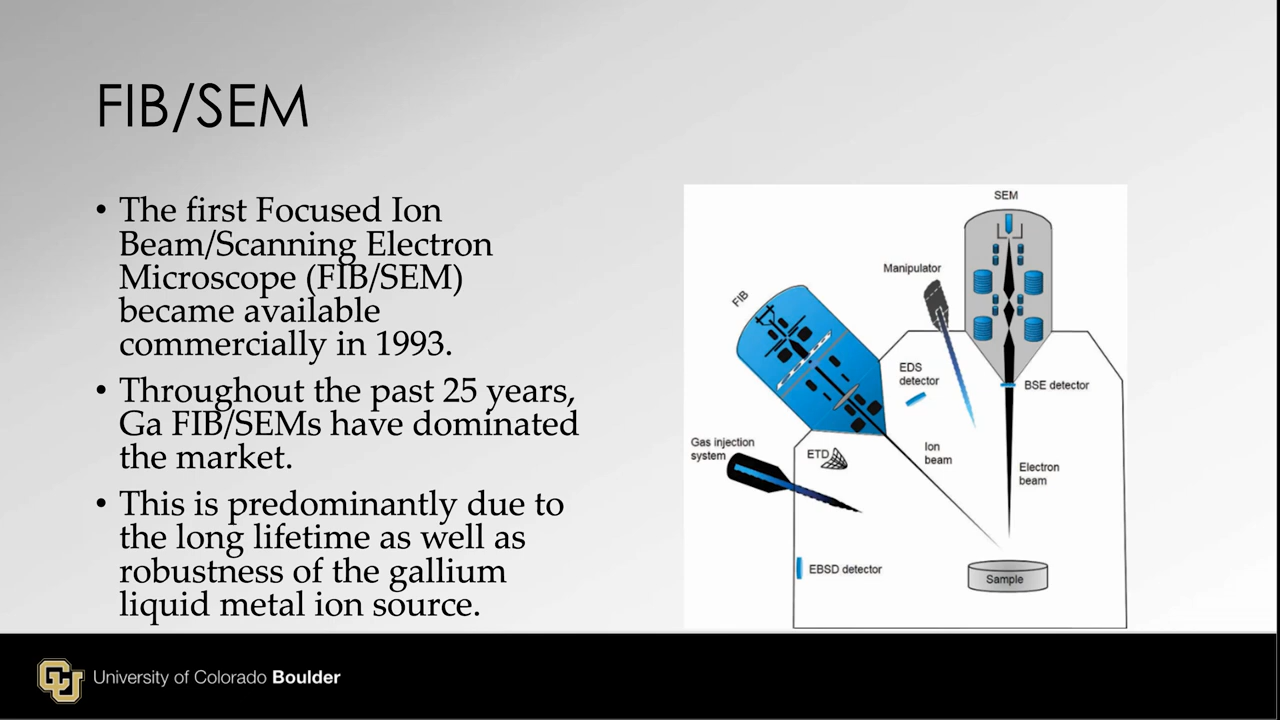 FIB/SEM
• The first Focused Ion
Beam/Scanning Electron
Microscope (FIB/SEM)
became available
commercially in 1993.
• Throughout the past 25 years,
Ga FIB/SEMs have dominated
the market.
• This is predominantly due to
the long lifetime as well as
robustness of the gallium
liquid metal ion source.
SEM
Manipulator
FIB
EDS
detector
BSE detector
Gas injection
system
ETD
Ion
beam
Electron
beam
EBSD detector
Sample
CU
University of Colorado Boulder